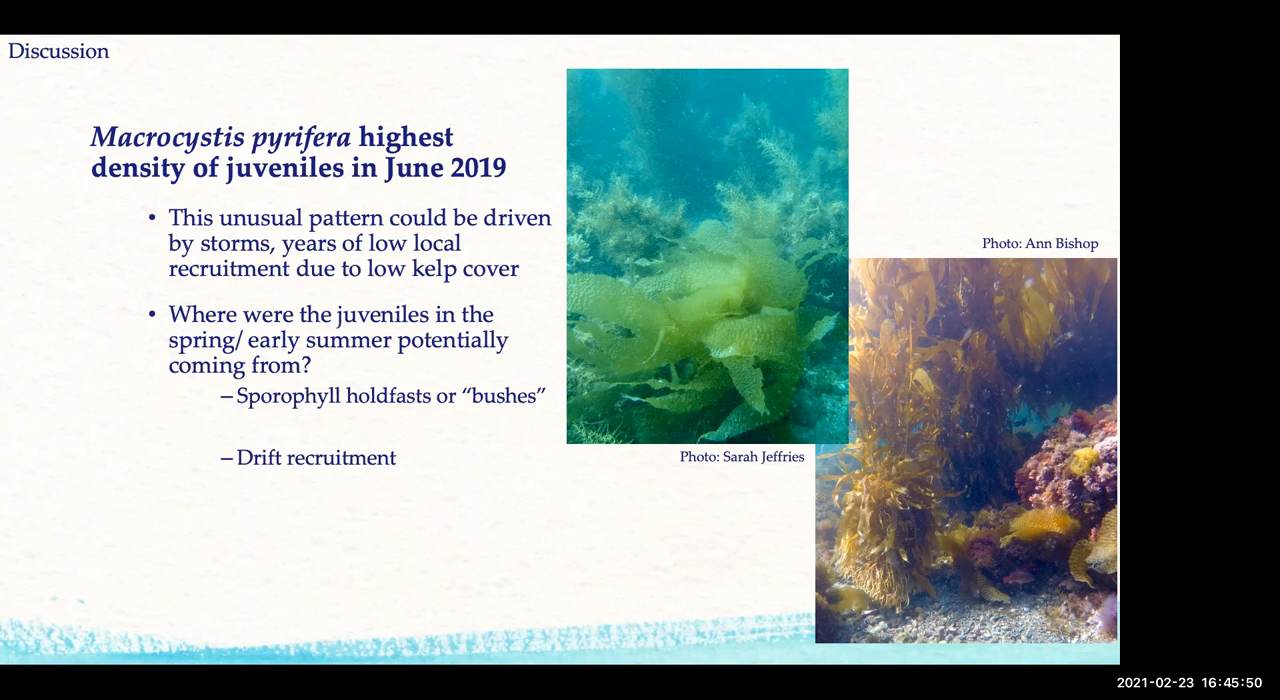 Discussion
Macrocystis pyrifera highest
density of juveniles in June 2019
• This unusual pattern could be driven
by storms, years of low local
recruitment due to low kelp cover
• Where were the juveniles in the
spring/ early summer potentially
coming from?
– Sporophyll holdfasts or “bushes”
– Drift recruitment
Photo: Ann Bishop
Photo: Sarah Jeffries
2021-02-23 16:45:50